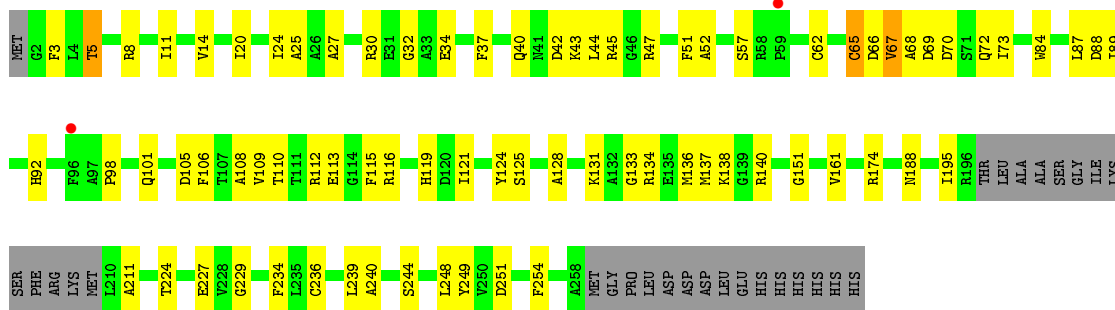 MET G2 F3 L4 T5 R8 I11 V14 I20 I24 A25 A26 A27 R30 E31 G32 A33 E34 F37 Q40 N41 D42 K43 L44 R45 G46 R47 F51 A52 S57 R58 P59 C62 C65 D66 V67 A68 D69 D70 S71 Q72 I73 W84 L87 D88
H92 F96 A97 P98 Q101 D105 F106 T107 A108 V109 T110 T111 R112 E113 G114 F115 R116 H119 D120 I121 Y124 S125 A128 K131 A132 G133 R134 E135 M136 M137 K138 G139 R140 G151 V161 R174 N188 I195 R196 THR LEU ALA ALA SER GLY ILE LYS
SER PHE ARG LYS MET L210 A211 T224 E227 V228 G229 F234 L235 C236 L239 A240 S244 L248 Y249 V250 D251 F254 A258 MET GLY PRO LEU ASP ASP ASP LEU GLU HIS HIS HIS HIS HIS HIS